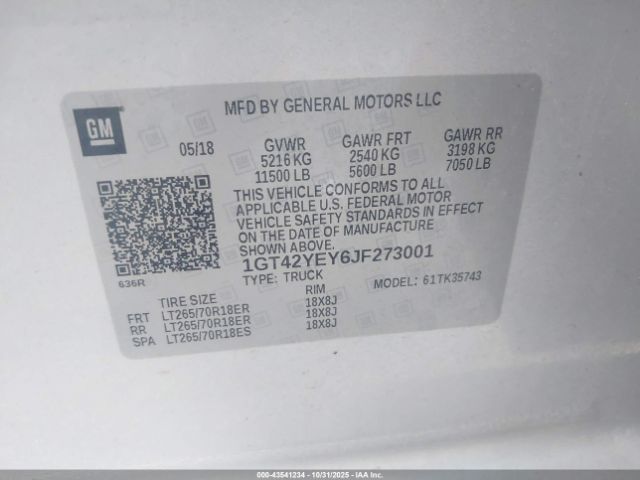 GM
MFD BY GENERAL MOTORS LLC
05/18 GVWR GAWR FRT GAWR RR
5216 KG 2540 KG 3198 KG
11500 LB 5600 LB 7050 LB
THIS VEHICLE CONFORMS TO ALL
APPLICABLE U.S. FEDERAL MOTOR
VEHICLE SAFETY STANDARDS IN EFFECT
ON THE DATE OF MANUFACTURE
SHOWN ABOVE.
636R
1GT42YEY6JF273001
TYPE: TRUCK MODEL: 61TK35743
TIRE SIZE RIM
FRT LT265/70R18ER 18X8J
RR LT265/70R18ER 18X8J
SPA LT265/70R18ES 18X8J
000-43541234 - 10/31/2025 - IAA, Inc.